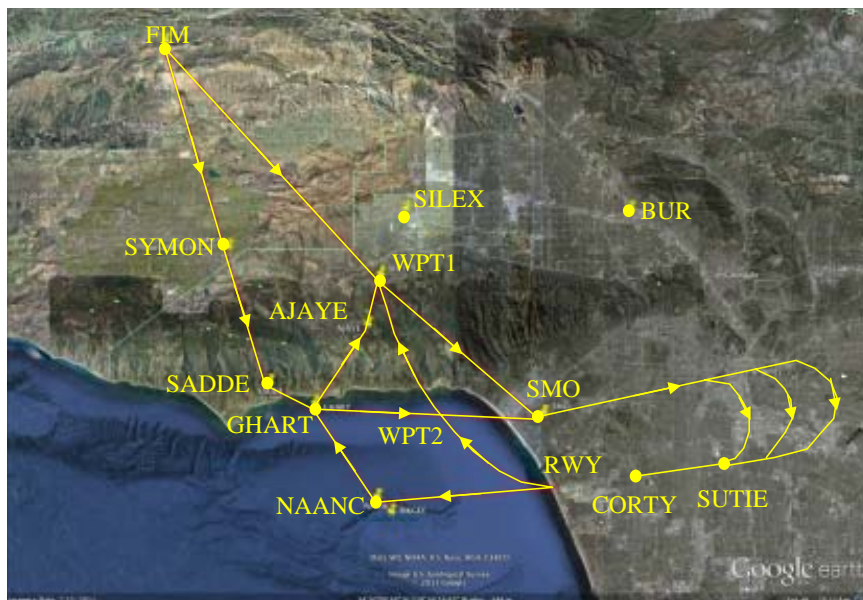 FIM
SILEX
BUR
SYMON
WPT1
AJAYE
SADDE
SMO
GHART
WPT2
RWY
NAANC
CORTY
SUTIE
Google earth